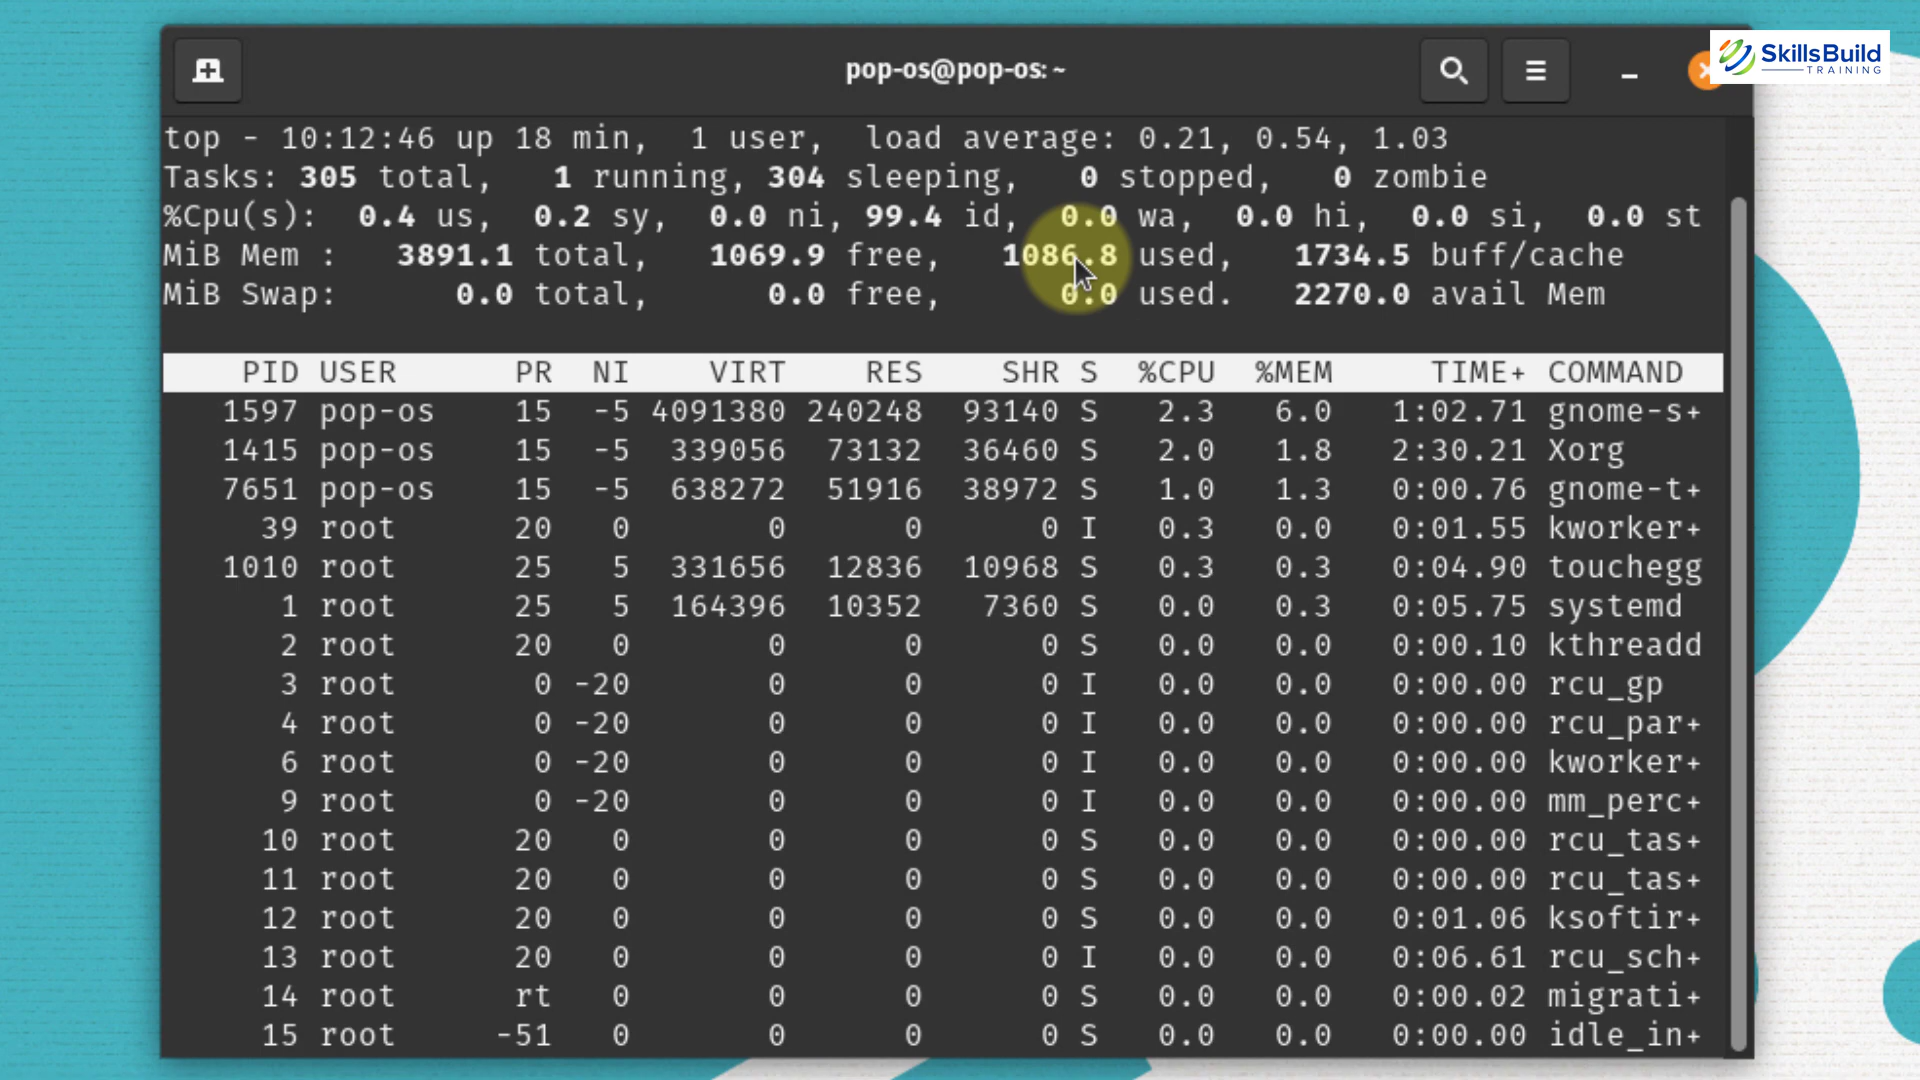 pop-os@pop-os: ~
SkillsBuild
TRAINING
top - 10:12:46 up 18 min,  1 user,  load average: 0.21, 0.54, 1.03
Tasks: 305 total,   1 running, 304 sleeping,   0 stopped,   0 zombie
%Cpu(s):  0.4 us,  0.2 sy,  0.0 ni, 99.4 id,  0.0 wa,  0.0 hi,  0.0 si,  0.0 st
MiB Mem :   3891.1 total,   1069.9 free,   1086.8 used,   1734.5 buff/cache
MiB Swap:      0.0 total,      0.0 free,      0.0 used.   2270.0 avail Mem
PID USER      PR  NI    VIRT    RES    SHR S  %CPU  %MEM     TIME+ COMMAND
1597 pop-os    15  -5 4091380 240248  93140 S   2.3   6.0   1:02.71 gnome-s+
1415 pop-os    15  -5  339056  73132  36460 S   2.0   1.8   2:30.21 Xorg
7651 pop-os    15  -5  638272  51916  38972 S   1.0   1.3   0:00.76 gnome-t+
39 root      20   0       0      0      0 I   0.3   0.0   0:01.55 kworker+
1010 root      25   5  331656  12836  10968 S   0.3   0.3   0:04.90 touchegg
1 root      25   5  164396  10352   7360 S   0.0   0.3   0:05.75 systemd
2 root      20   0       0      0      0 S   0.0   0.0   0:00.10 kthreadd
3 root       0 -20       0      0      0 I   0.0   0.0   0:00.00 rcu_gp
4 root       0 -20       0      0      0 I   0.0   0.0   0:00.00 rcu_par+
6 root       0 -20       0      0      0 I   0.0   0.0   0:00.00 kworker+
9 root       0 -20       0      0      0 I   0.0   0.0   0:00.00 mm_perc+
10 root      20   0       0      0      0 S   0.0   0.0   0:00.00 rcu_tas+
11 root      20   0       0      0      0 S   0.0   0.0   0:00.00 rcu_tas+
12 root      20   0       0      0      0 S   0.0   0.0   0:01.06 ksoftir+
13 root      20   0       0      0      0 I   0.0   0.0   0:06.61 rcu_sch+
14 root      rt   0       0      0      0 S   0.0   0.0   0:00.02 migrati+
15 root     -51   0       0      0      0 S   0.0   0.0   0:00.00 idle_in+